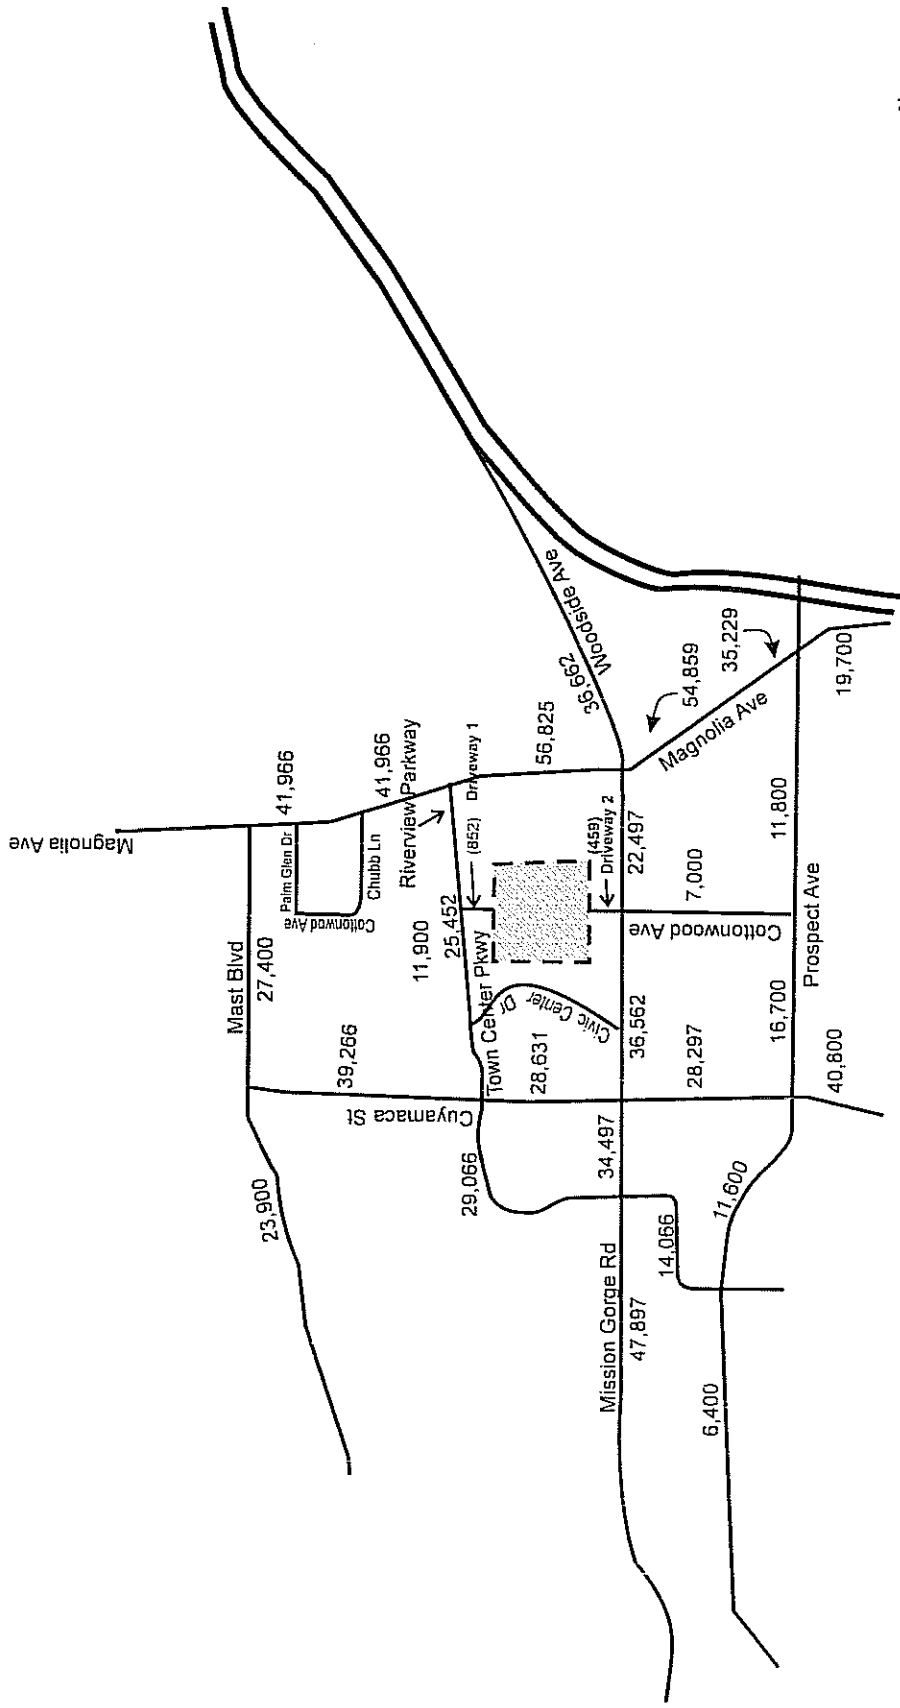 Magnolia Ave
Mast Blvd
27,400
23,900
Palm Glen Dr
41,966
Cottonwood Ave
Chubb Ln
41,966
39,266
Cuyamaca St
Riverview Parkway
11,900
25,452
Town Center Pkwy
(852)
Driveway 1
56,825
29,066
28,631
Civic Center Dr
(459)
Driveway 2
36,662
Woodside Ave
Mission Gorge Rd
47,897
34,497
36,562
22,497
54,859
35,229
Magnolia Ave
14,066
28,297
7,000
Cottonwood Ave
11,600
6,400
16,700
11,800
Prospect Ave
40,800
19,700